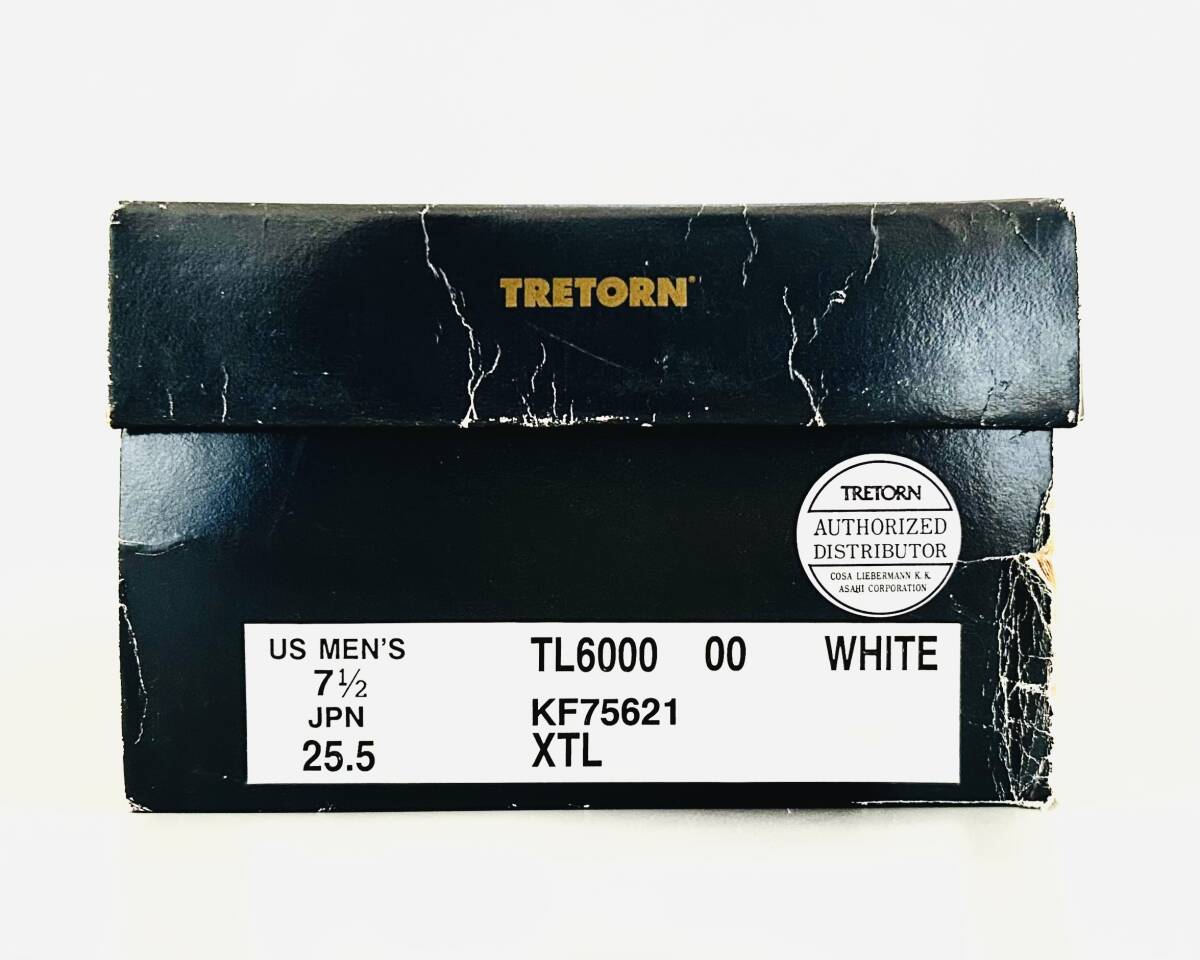 TRETORN®
TRETORN
AUTHORIZED
DISTRIBUTOR
COSA LIEBERMANN K.K.
ASAHI CORPORATION
US MEN'S
7½
JPN
25.5
TL6000 00 WHITE
KF75621
XTL